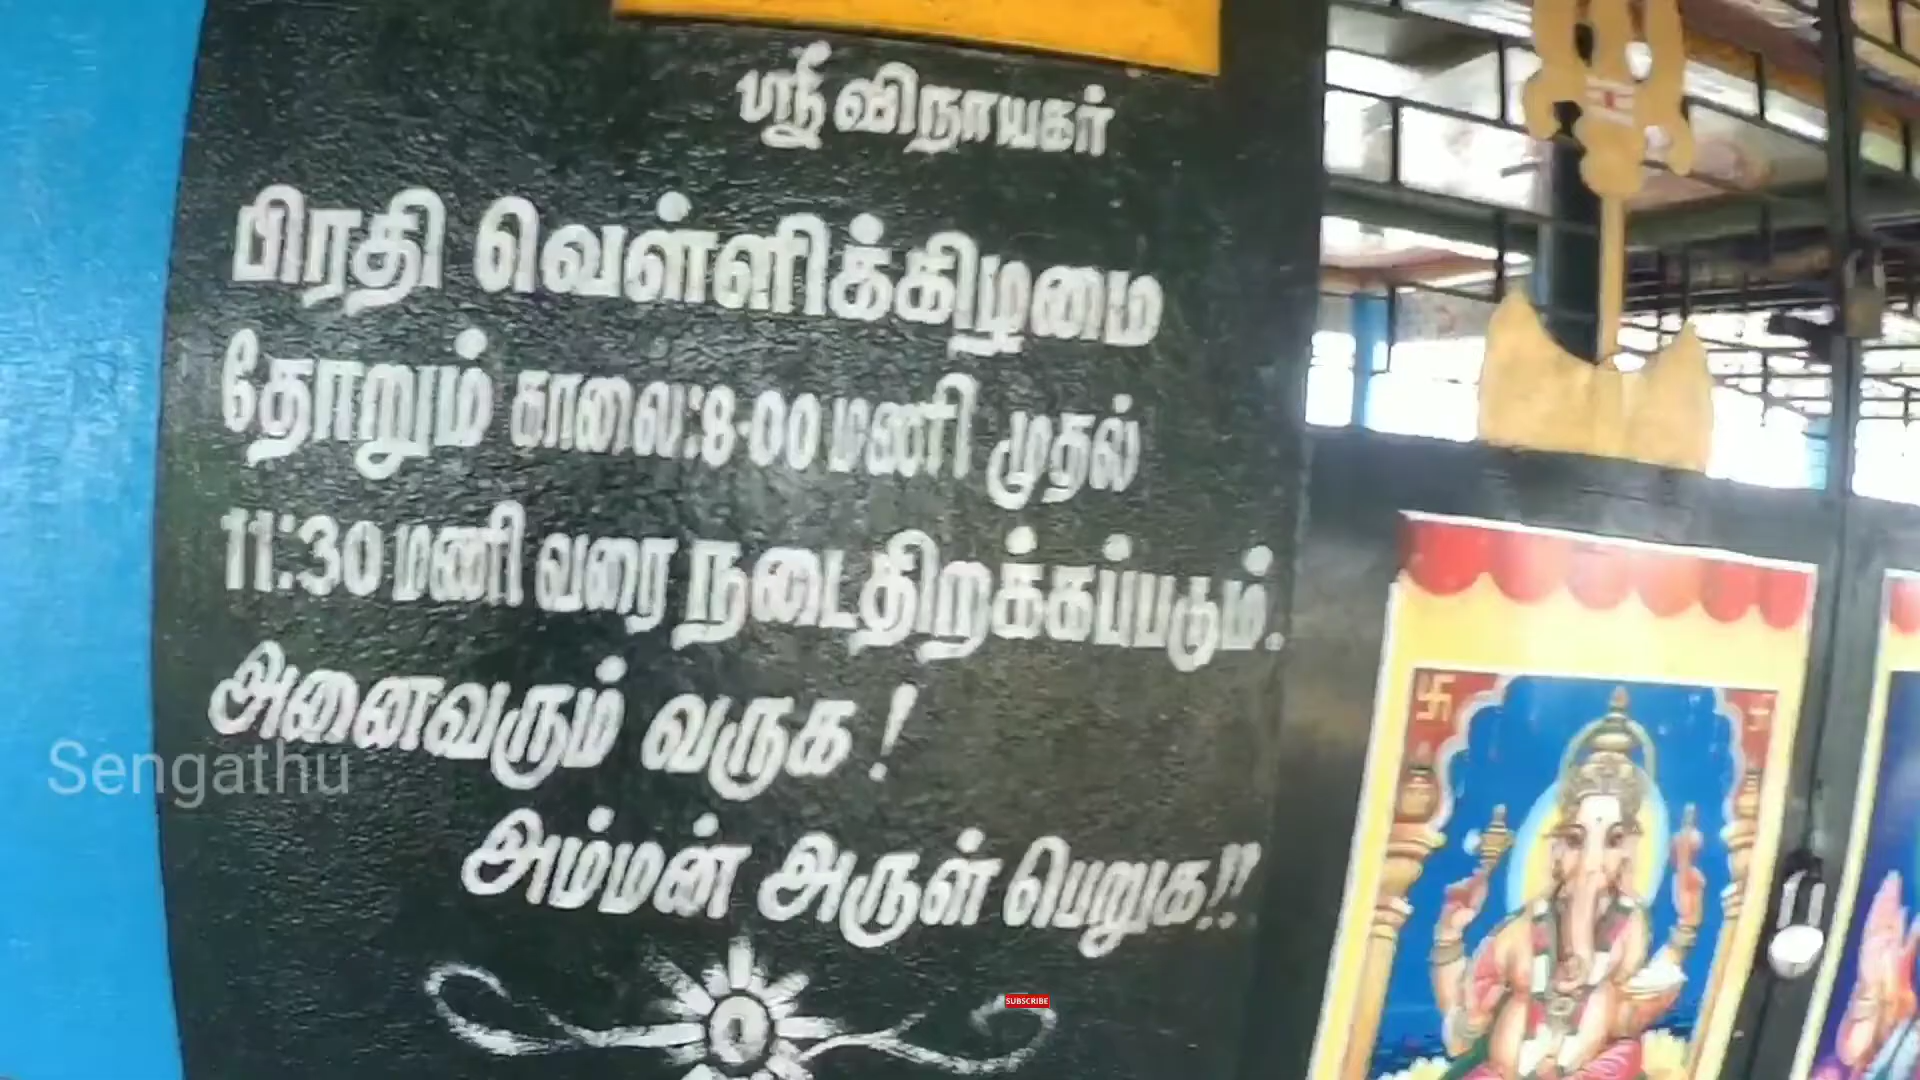 ஸ்ரீ விநாயகர்
பிரதி வெள்ளிக்கிழமை
தோறும் காலை:8-00 மணி முதல்
11:30 மணி வரை நடைதிறக்கப்படும்.
அனைவரும் வருக!
Sengathu
அம்மன் அருள் பெறுக!!
SUBSCRIBE